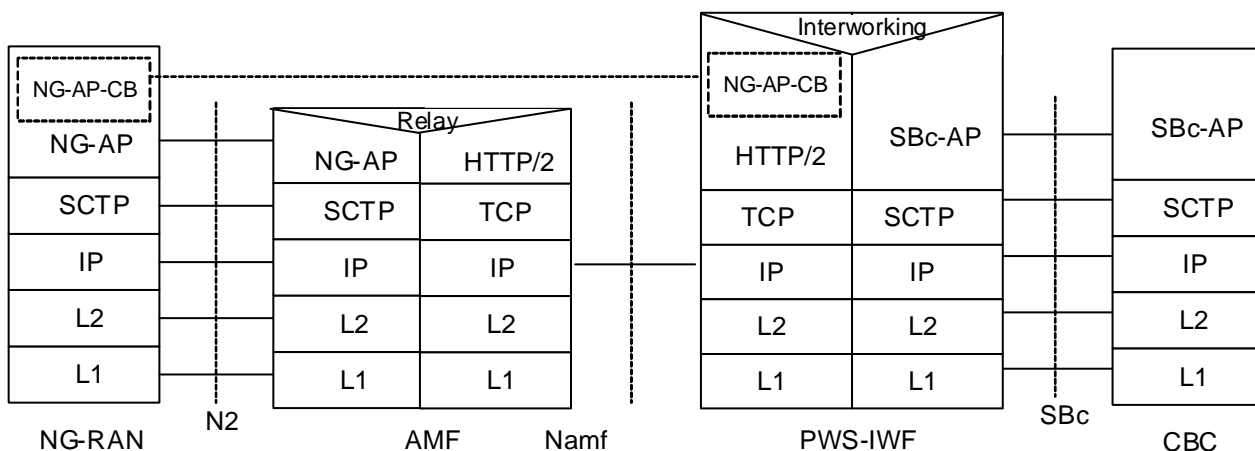 Interworking
NG-AP-CB
NG-AP
SCTP
IP
L2
L1
NG-RAN
N2
Relay
NG-AP
HTTP/2
SCTP
TCP
IP
IP
L2
L2
L1
L1
AMF
Namf
NG-AP-CB
HTTP/2
SBc-AP
TCP
SCTP
IP
IP
L2
L2
L1
L1
PWS-IWF
SBc
SBc-AP
SCTP
IP
L2
L1
CBC